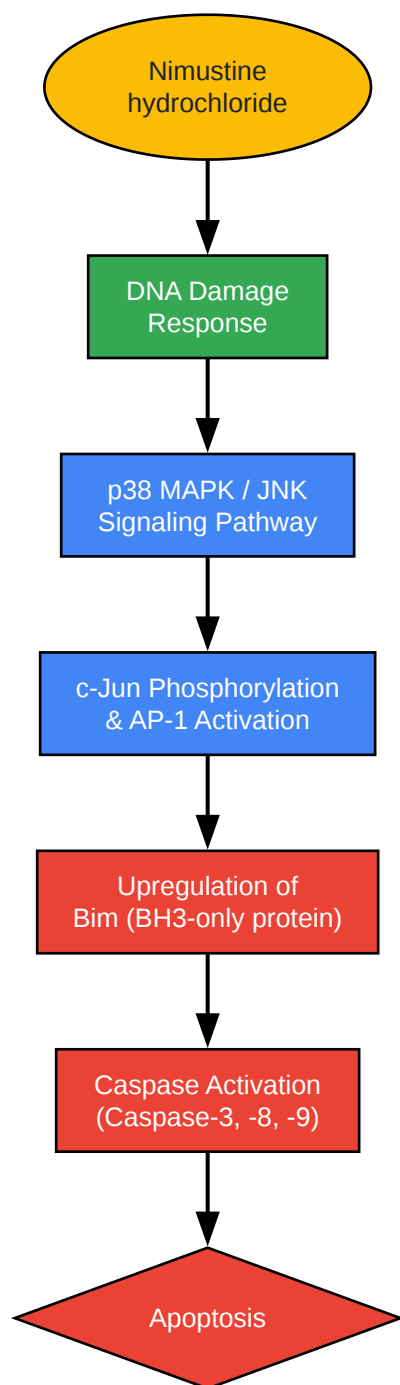 Nimustine
hydrochloride
DNA Damage
Response
p38 MAPK / JNK
Signaling Pathway
c-Jun Phosphorylation
& AP-1 Activation
Upregulation of
Bim (BH3-only protein)
Caspase Activation
(Caspase-3, -8, -9)
Apoptosis